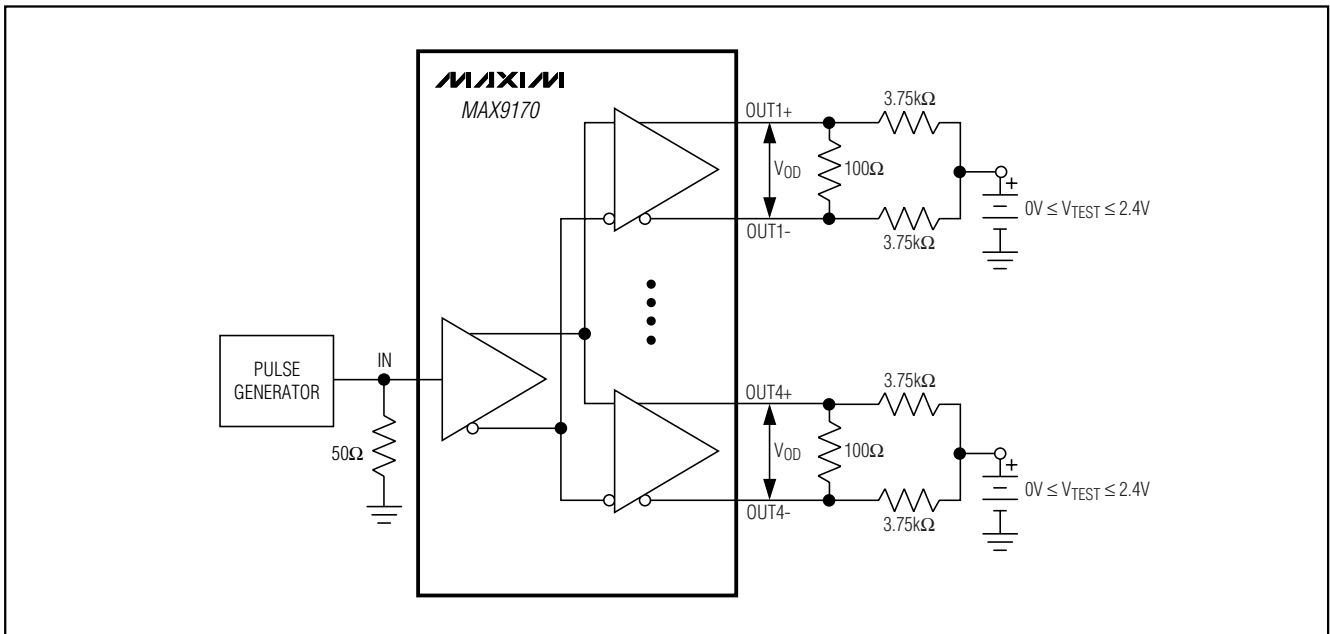 MAXIM
MAX9170
OUT1+
3.75kΩ
VOD
100Ω
+
0V ≤ VTEST ≤ 2.4V
OUT1-
3.75kΩ
PULSE
GENERATOR
IN
50Ω
OUT4+
3.75kΩ
VOD
100Ω
+
0V ≤ VTEST ≤ 2.4V
OUT4-
3.75kΩ